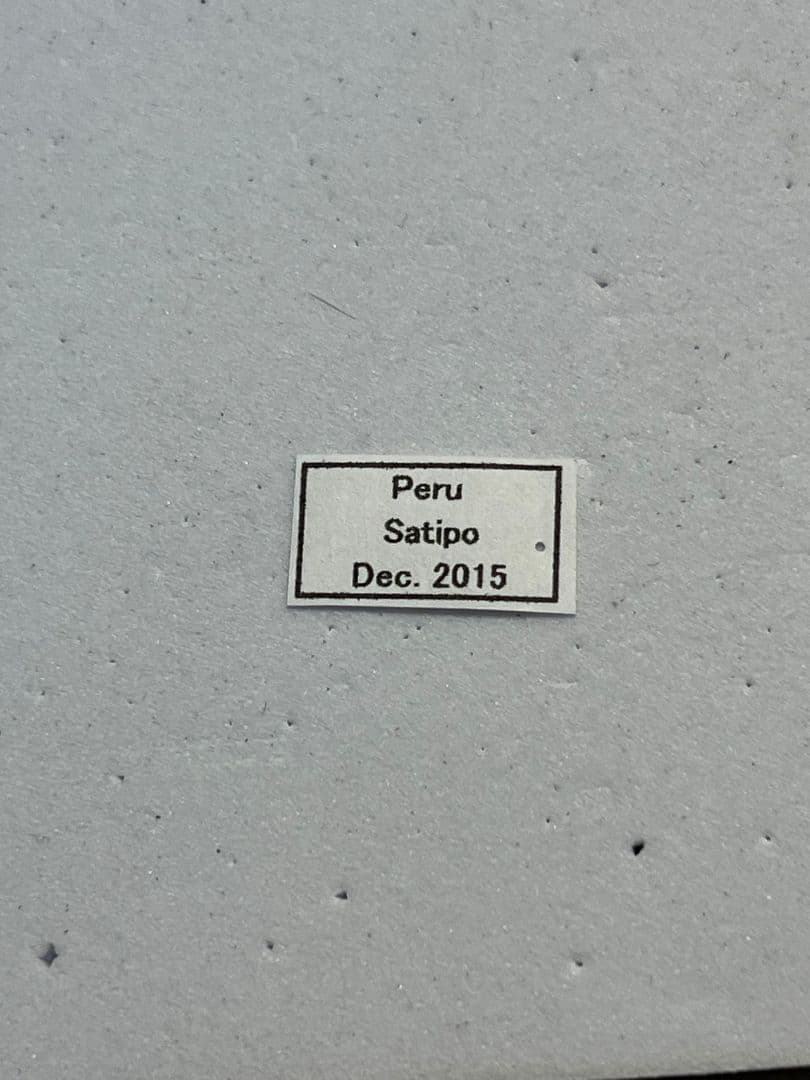 Peru
Satipo
Dec. 2015